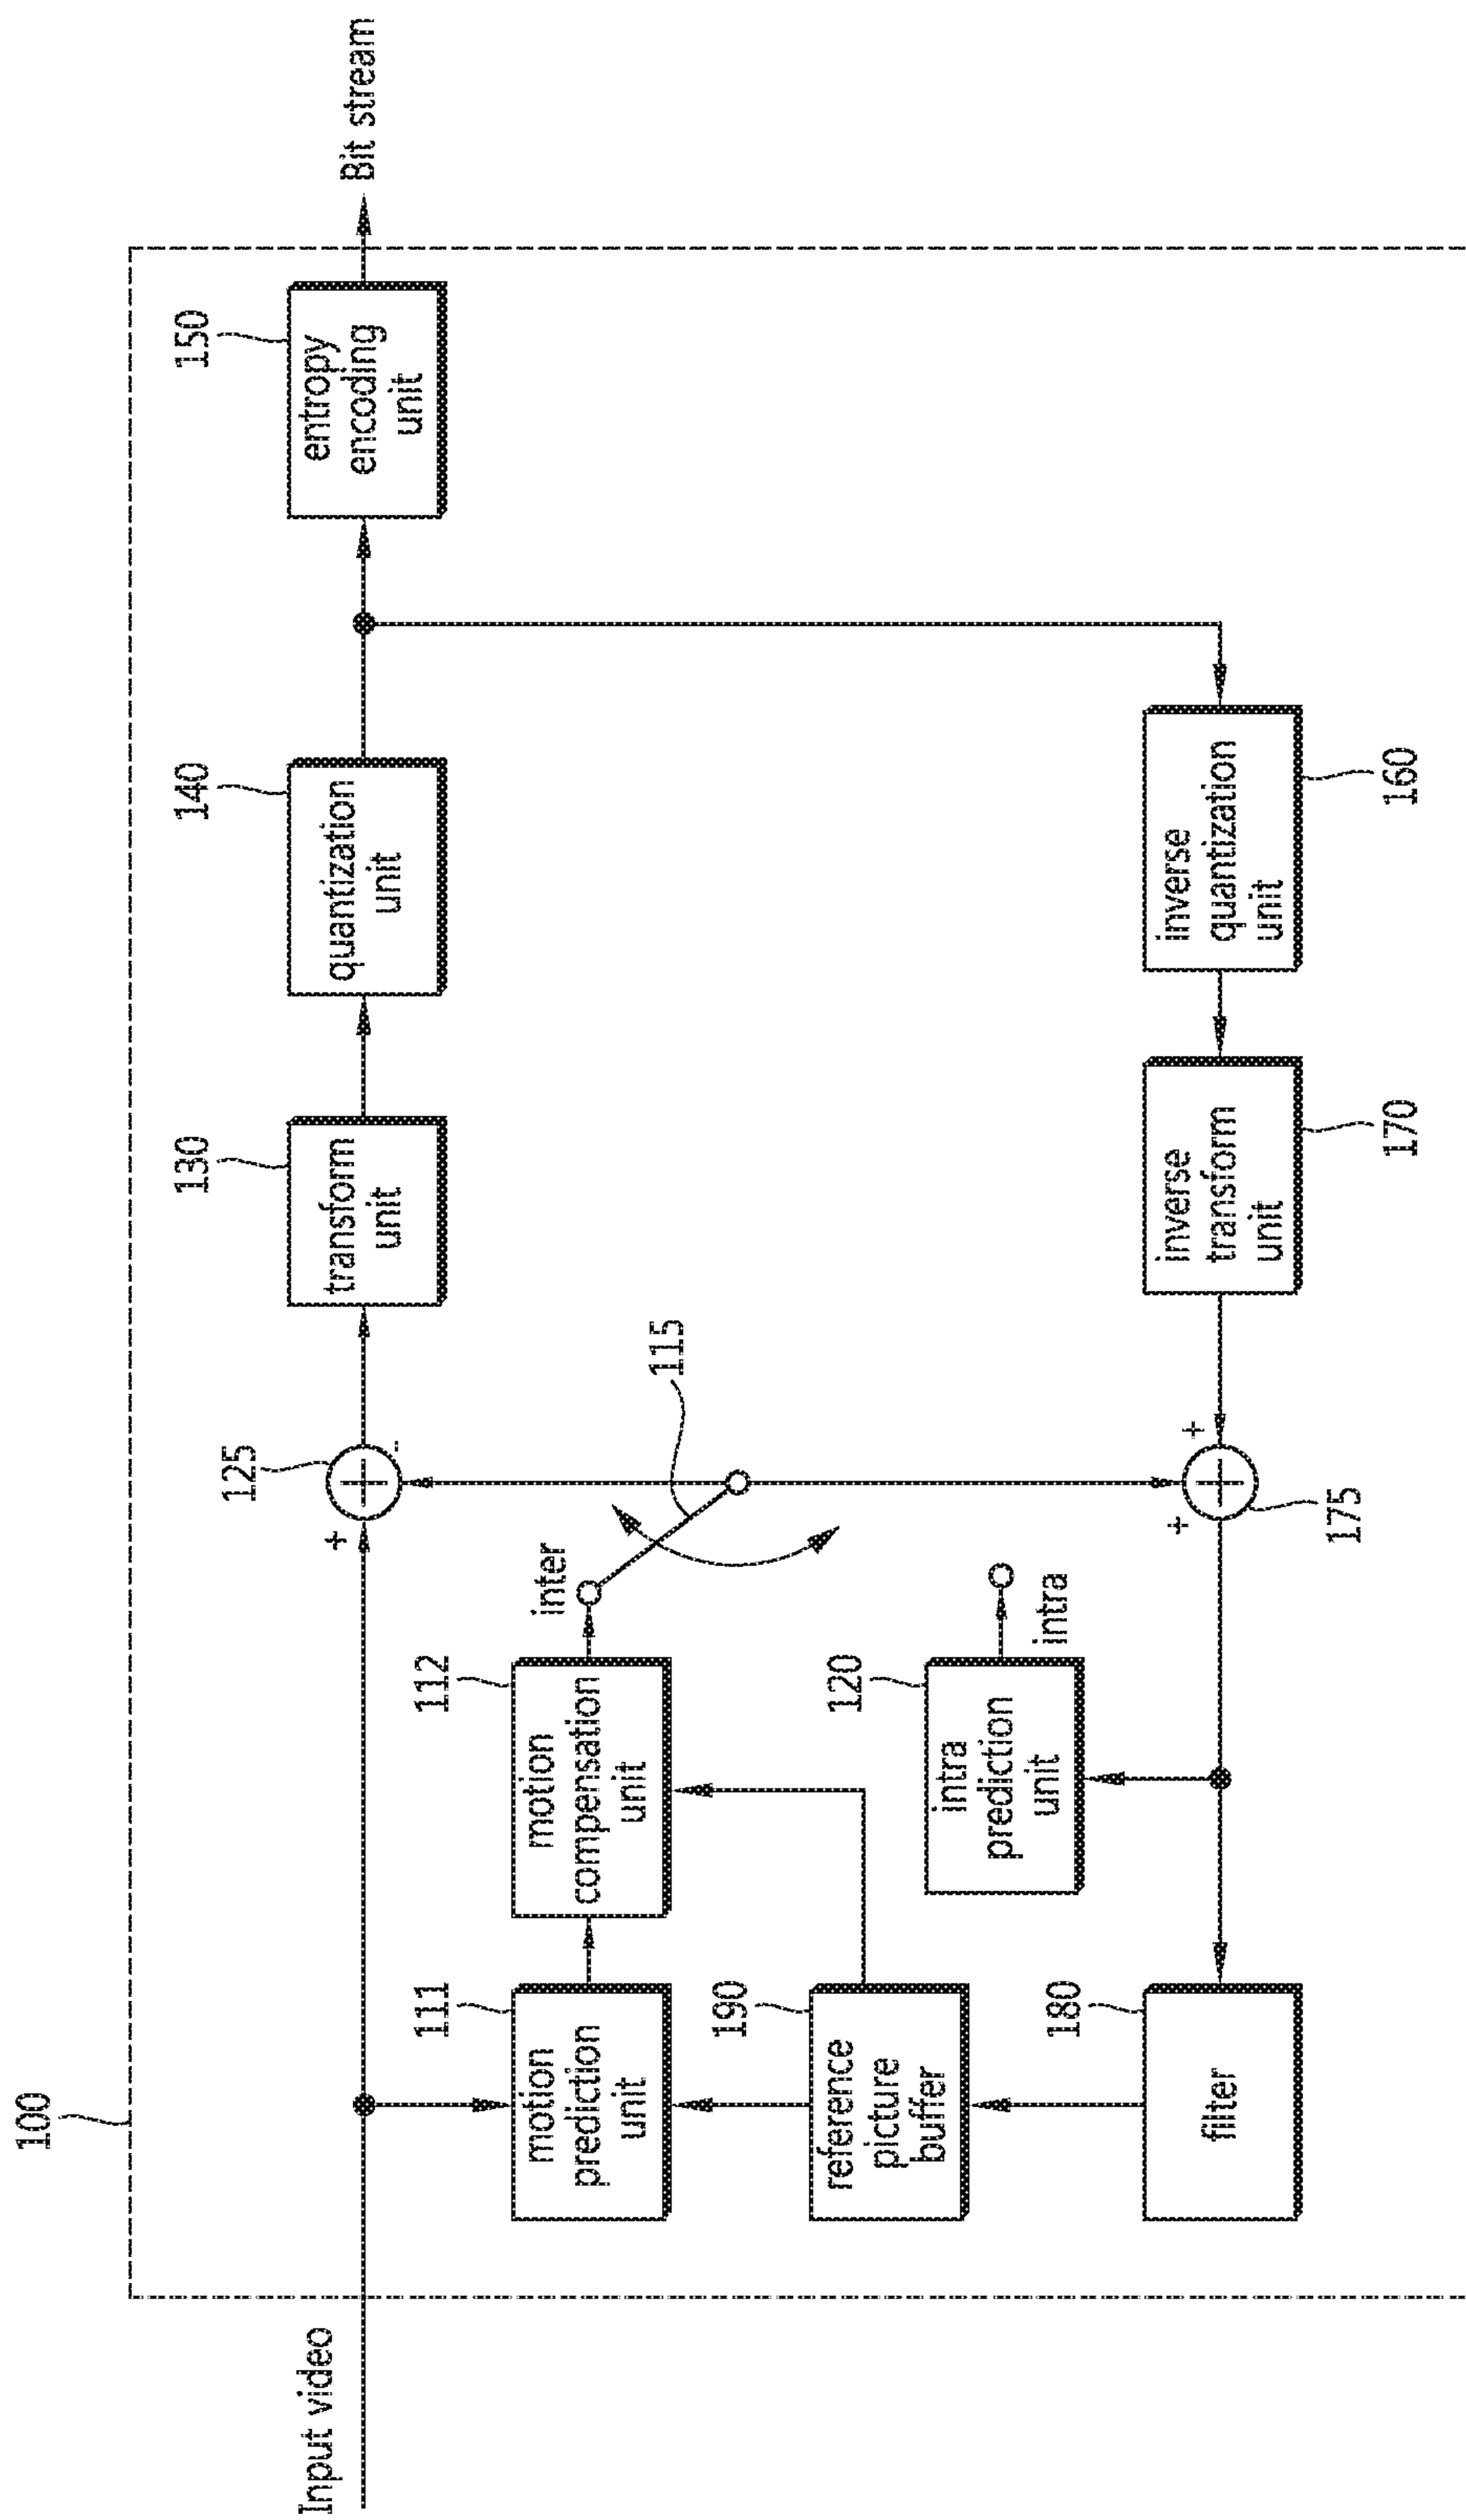 100
Input video
Bit stream
125
+
-
130
transform
unit
140
quantization
unit
150
entropy
encoding
unit
111
motion
prediction
unit
112
motion
compensation
unit
inter
115
190
reference
picture
buffer
120
intra
prediction
unit
intra
180
filter
+
+
175
inverse
transform
unit
170
inverse
quantization
unit
160